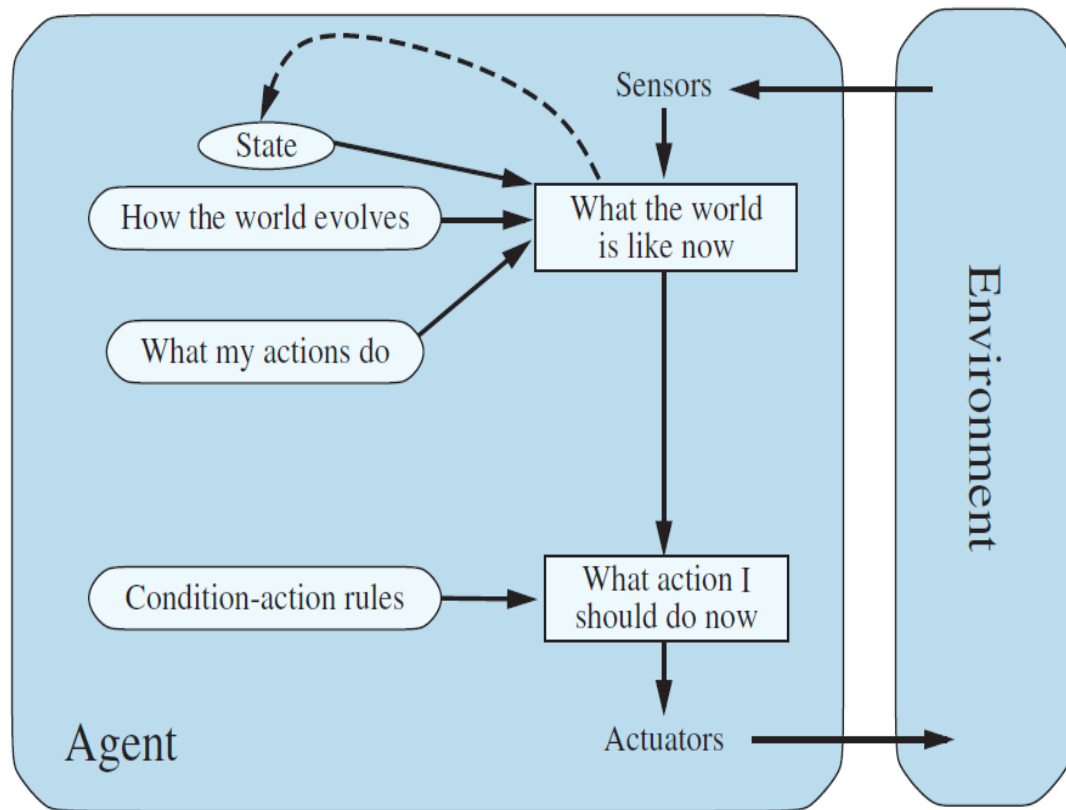 Sensors
State
How the world evolves
What the world
is like now
What my actions do
Environment
Condition-action rules
What action I
should do now
Agent
Actuators